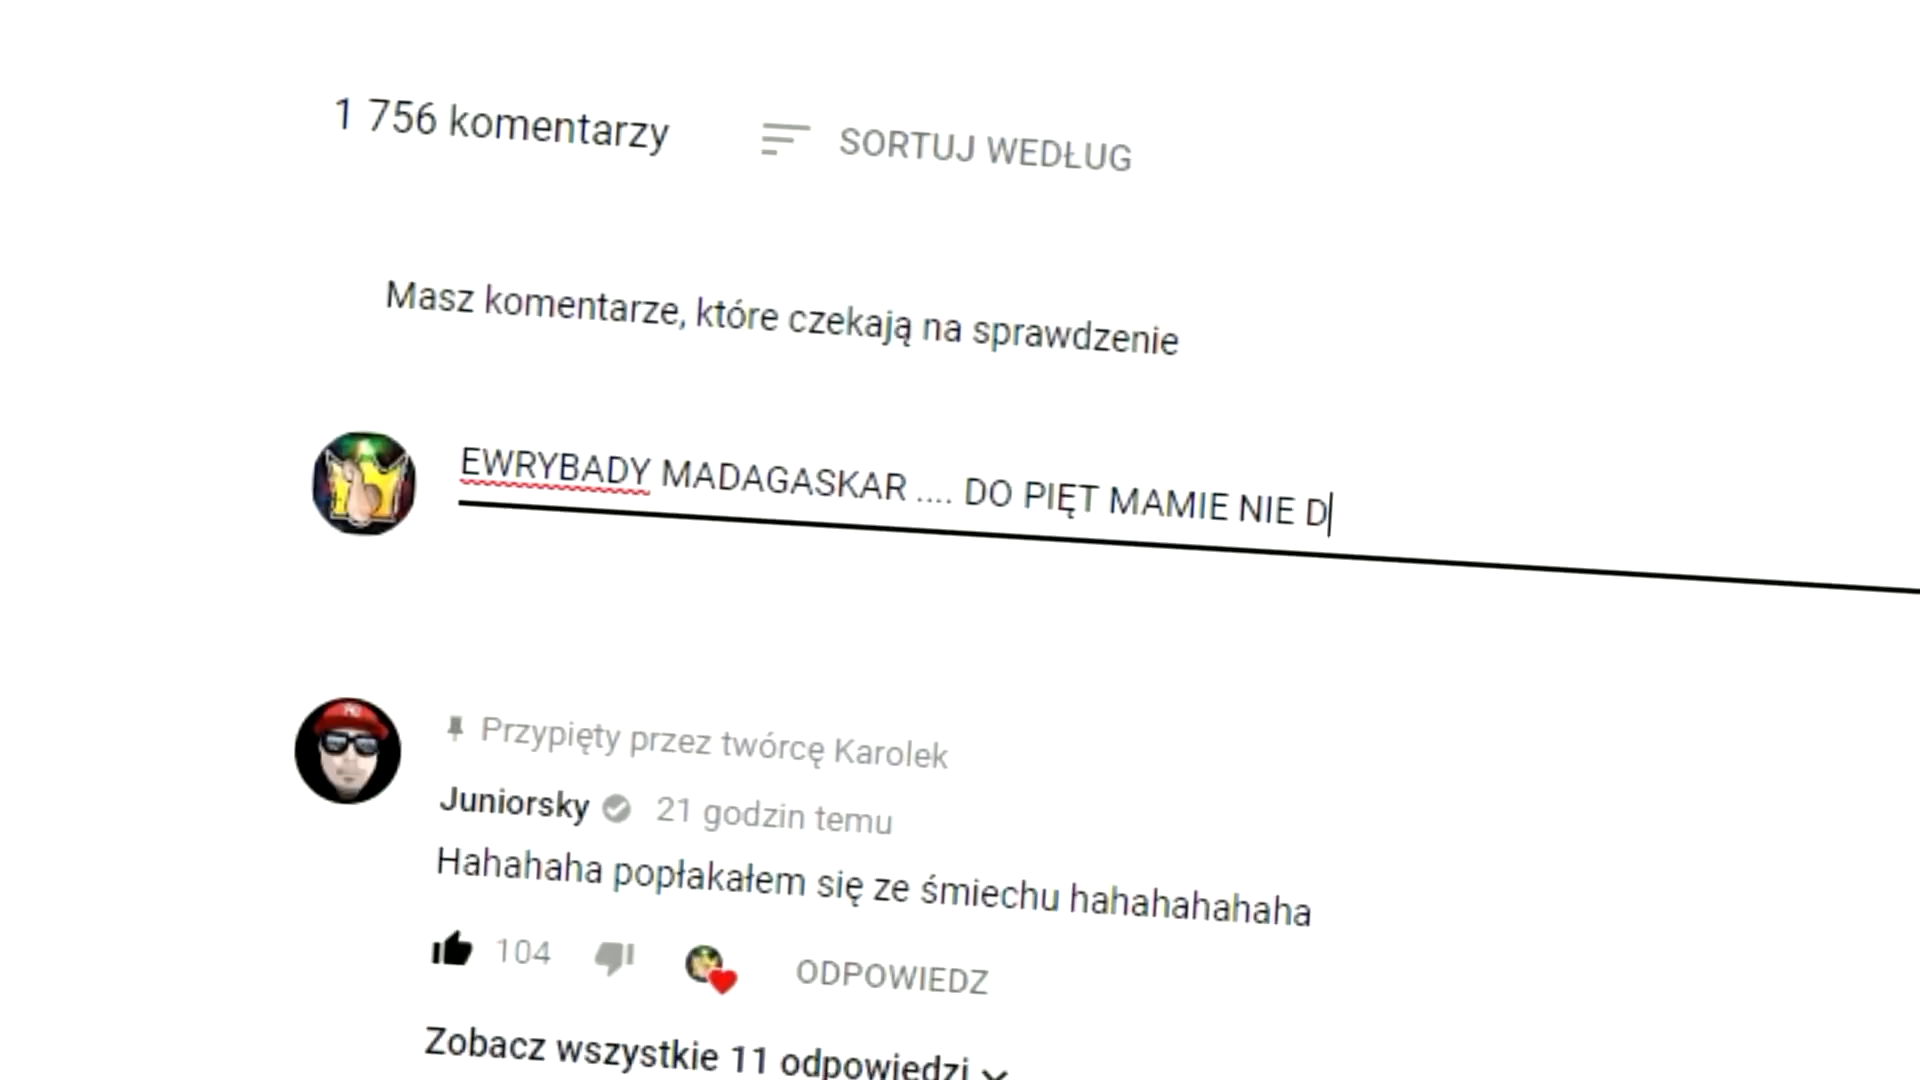 1 756 komentarzy
SORTUJ WEDŁUG
Masz komentarze, które czekają na sprawdzenie
EWRYBADY MADAGASKAR .... DO PIĘT MAMIE NIE D
Przypięty przez twórcę Karolek
Juniorsky 21 godzin temu
Hahahaha popłakałem się ze śmiechu hahahahahaha
104
ODPOWIEDZ
Zobacz wszystkie 11 odpowiedzi